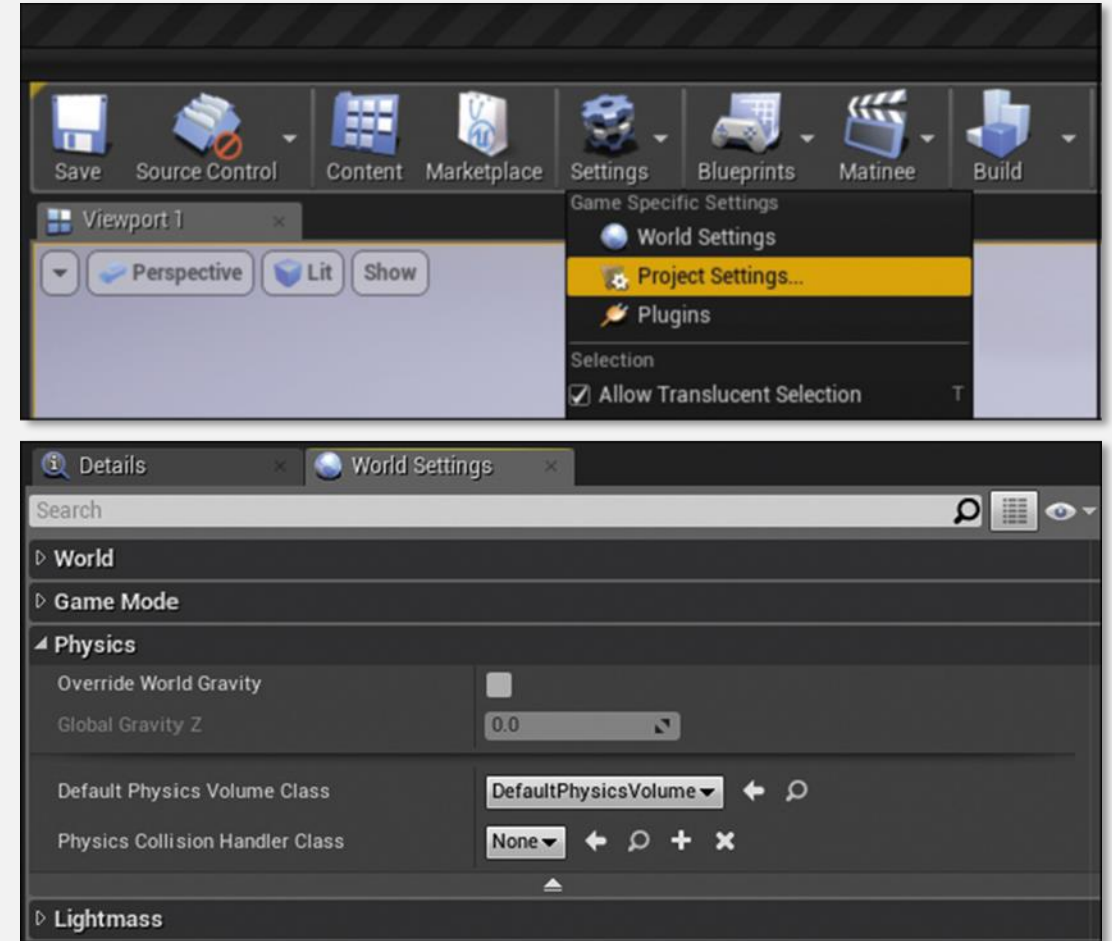 Save Source Control Content Marketplace Settings Blueprints Matinee Build
Viewport 1
Game Specific Settings
World Settings
Perspective Lit Show
Project Settings...
Plugins
Selection
Allow Translucent Selection T
Details World Settings
Search
World
Game Mode
Physics
Override World Gravity
Global Gravity Z 0.0
Default Physics Volume Class DefaultPhysicsVolume
Physics Collision Handler Class None
Lightmass